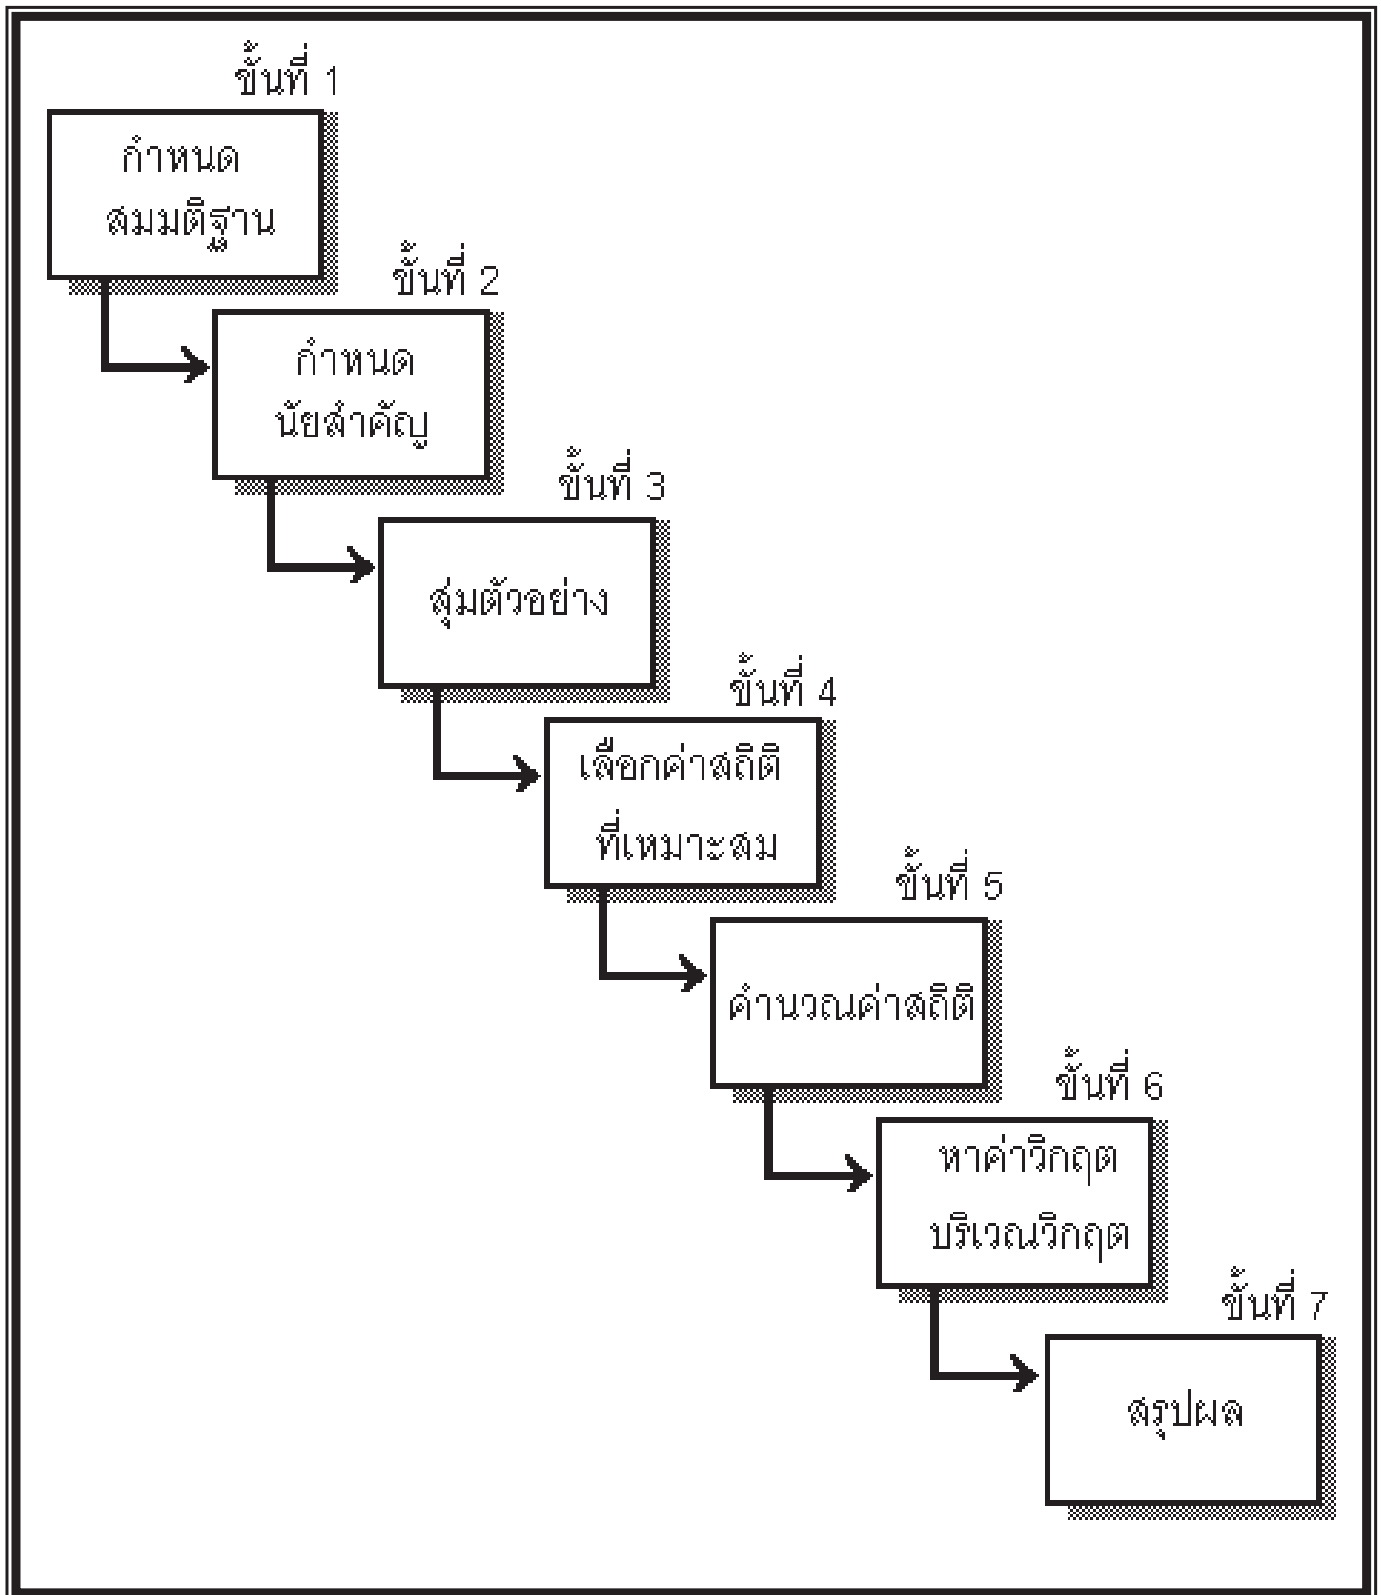 ขั้นที่ 1
กำหนด
สมมติฐาน
ขั้นที่ 2
กำหนด
นัยสำคัญ
ขั้นที่ 3
สุ่มตัวอย่าง
ขั้นที่ 4
เลือกค่าสถิติ
ที่เหมาะสม
ขั้นที่ 5
คำนวณค่าสถิติ
ขั้นที่ 6
หาค่าวิกฤต
บริเวณวิกฤต
ขั้นที่ 7
สรุปผล